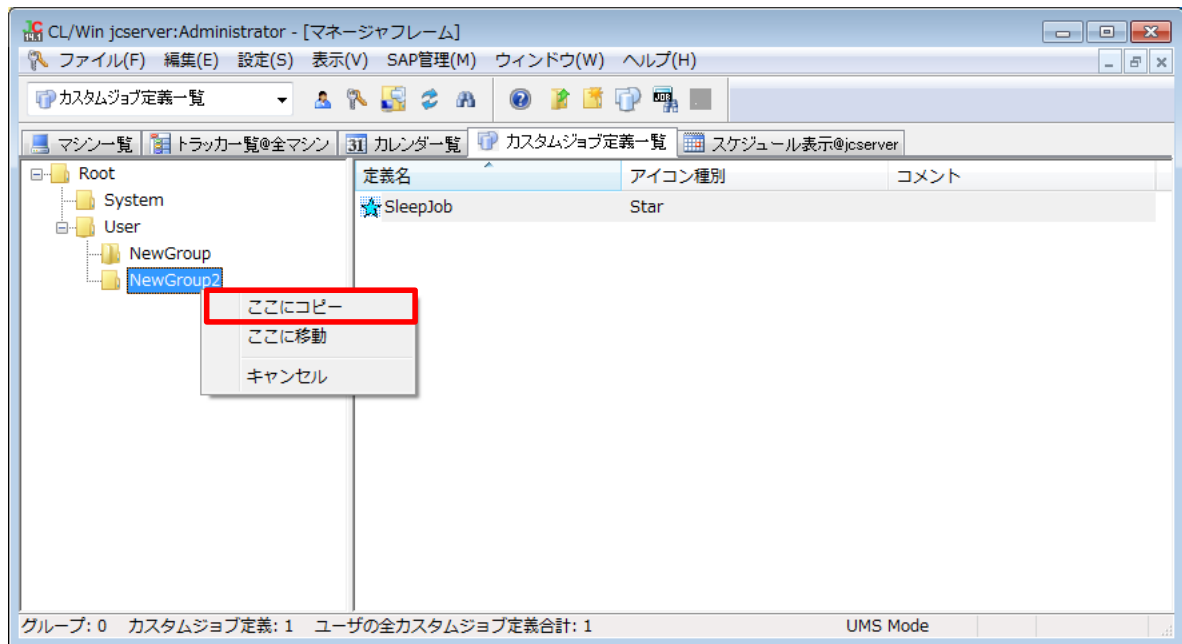 CL/Win jcserver:Administrator - [マネージャフレーム]
ファイル(F) 編集(E) 設定(S) 表示(V) SAP管理(M) ウィンドウ(W) ヘルプ(H)
カスタムジョブ定義一覧
マシン一覧 トラッカ一覧@全マシン 31 カレンダ一覧 カスタムジョブ定義一覧 スケジュール表示@jcserver
Root
System
User
NewGroup
NewGroup2
定義名 アイコン種別 コメント
SleepJob Star
ここにコピー
ここに移動
キャンセル
グループ: 0 カスタムジョブ定義: 1 ユーザの全カスタムジョブ定義合計: 1 UMS Mode